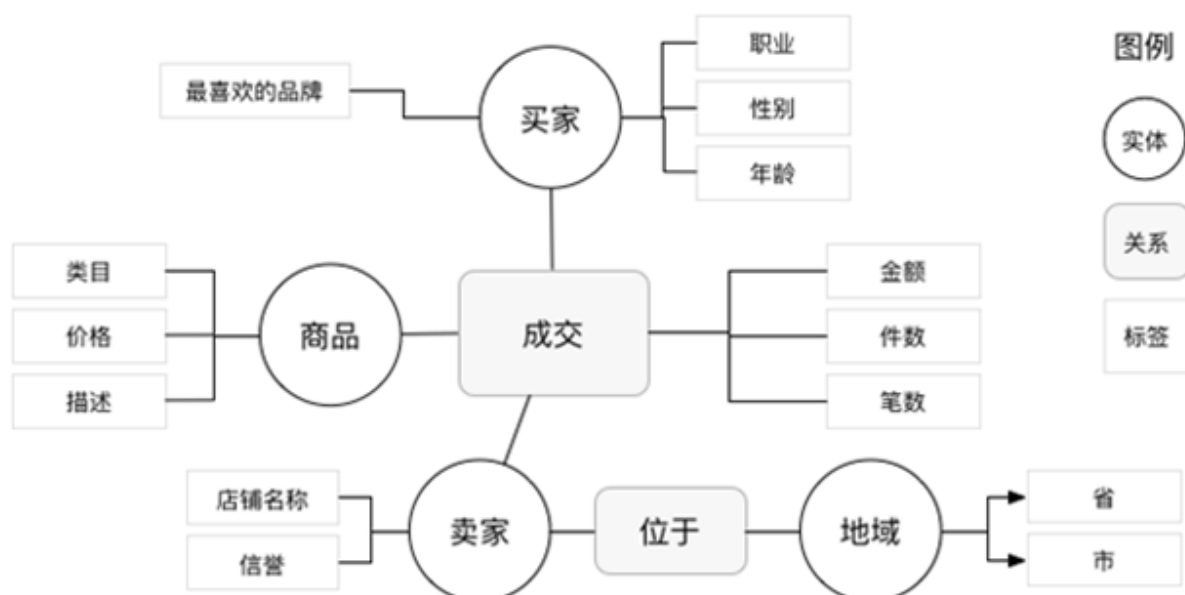 职业
图例
最喜欢的品牌
买家
性别
实体
年龄
关系
类目
金额
价格
商品
成交
件数
标签
描述
笔数
店铺名称
卖家
位于
地域
省
信誉
市